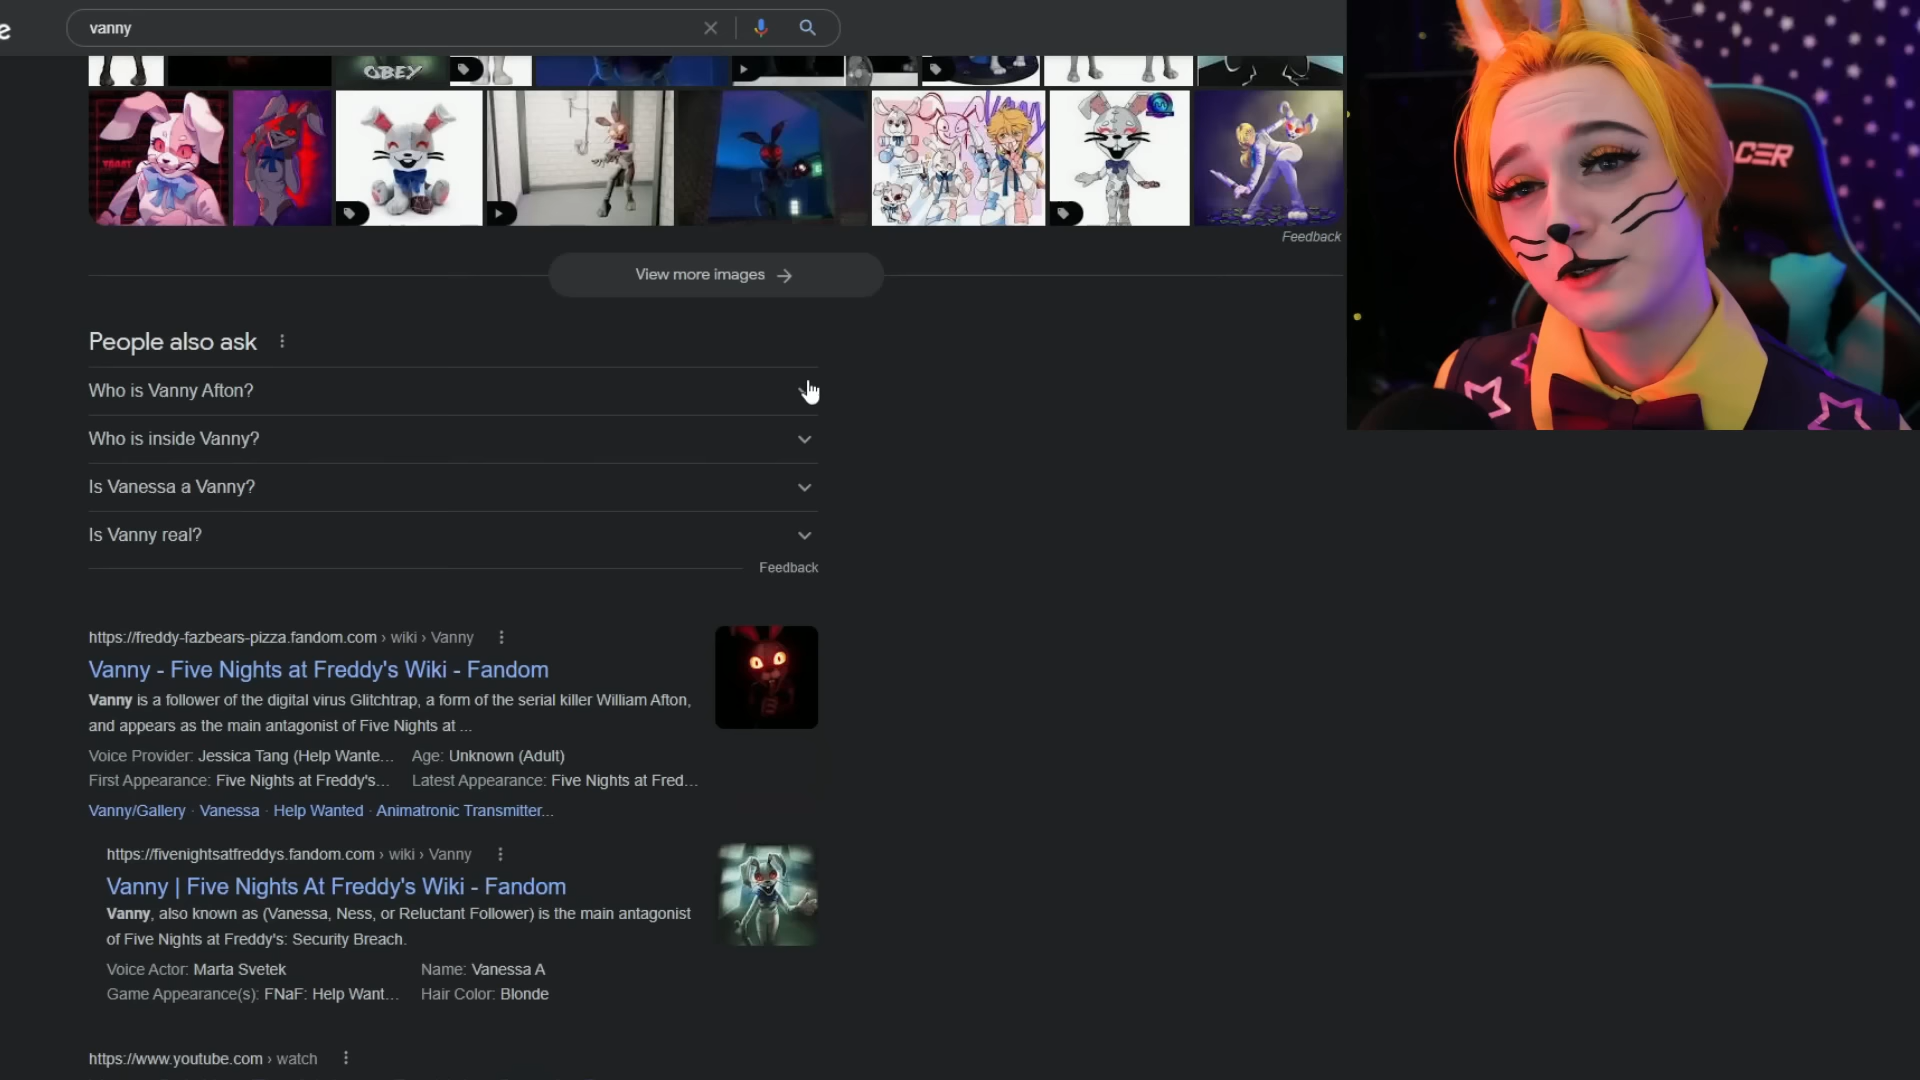 e
vanny
OBEY
VANNY
Vanny
Feedback
View more images
People also ask
Who is Vanny Afton?
Who is inside Vanny?
Is Vanessa a Vanny?
Is Vanny real?
Feedback
https://freddy-fazbears-pizza.fandom.com › wiki › Vanny
Vanny - Five Nights at Freddy's Wiki - Fandom
Vanny is a follower of the digital virus Glitchtrap, a form of the serial killer William Afton,
and appears as the main antagonist of Five Nights at ...
Voice Provider: Jessica Tang (Help Wante... Age: Unknown (Adult)
First Appearance: Five Nights at Freddy's... Latest Appearance: Five Nights at Fred...
Vanny/Gallery · Vanessa · Help Wanted · Animatronic Transmitter...
https://fivenightsatfreddys.fandom.com › wiki › Vanny
Vanny | Five Nights At Freddy's Wiki - Fandom
Vanny, also known as (Vanessa, Ness, or Reluctant Follower) is the main antagonist
of Five Nights at Freddy's: Security Breach.
Voice Actor: Marta Svetek Name: Vanessa A
Game Appearance(s): FNaF: Help Want... Hair Color: Blonde
https://www.youtube.com › watch
ACER